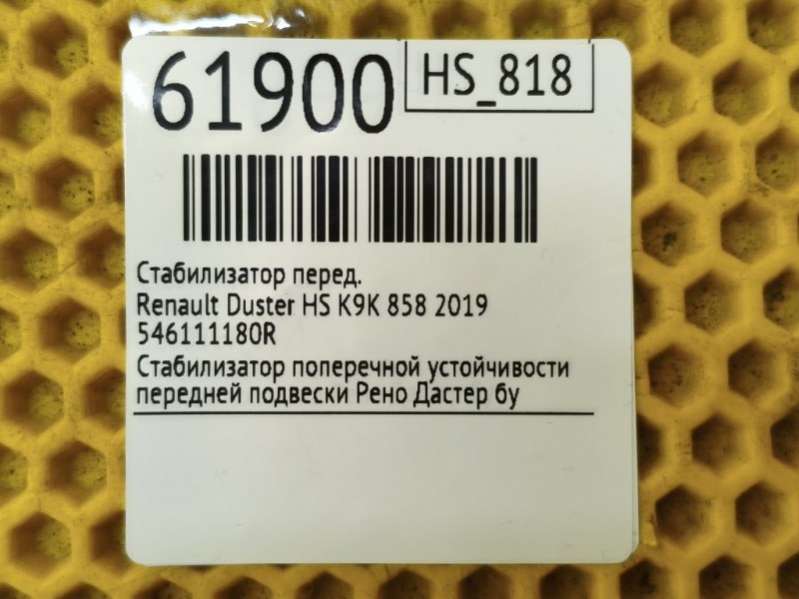 61900
HS_818
Стабилизатор перед.
Renault Duster HS K9K 858 2019
546111180R
Стабилизатор поперечной устойчивости
передней подвески Рено Дастер бу